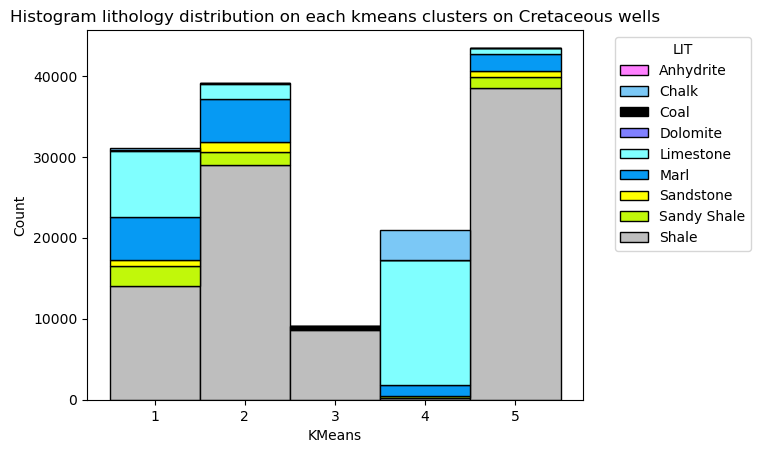 Histogram lithology distribution on each kmeans clusters on Cretaceous wells
LIT
Anhydrite
Chalk
Coal
Dolomite
Limestone
Marl
Sandstone
Sandy Shale
Shale
Count
40000
30000
20000
10000
0
1 2 3 4 5
KMeans